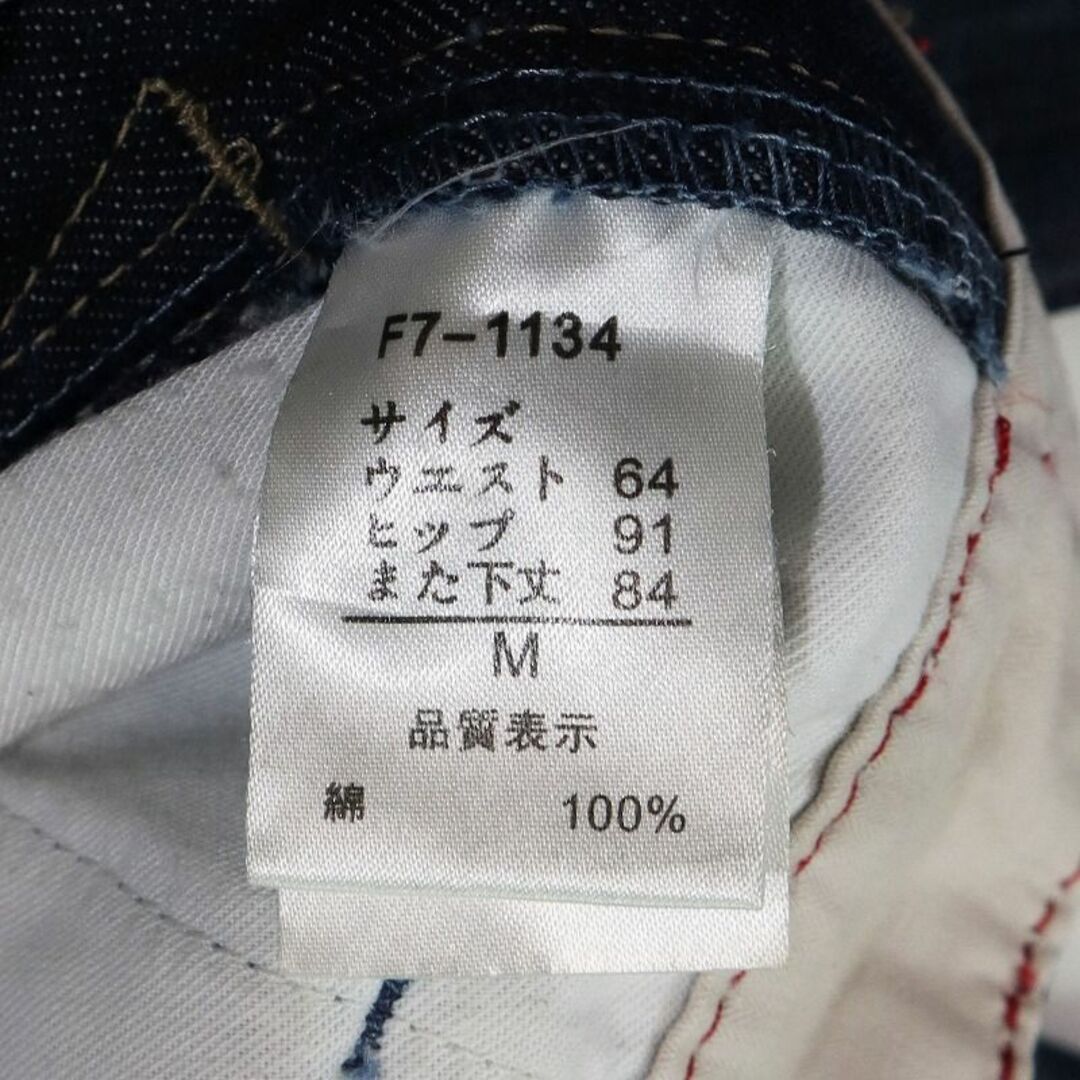 F7-1134
サイズ
ウエスト 64
ヒップ 91
また下丈 84
M
品質表示
綿 100%